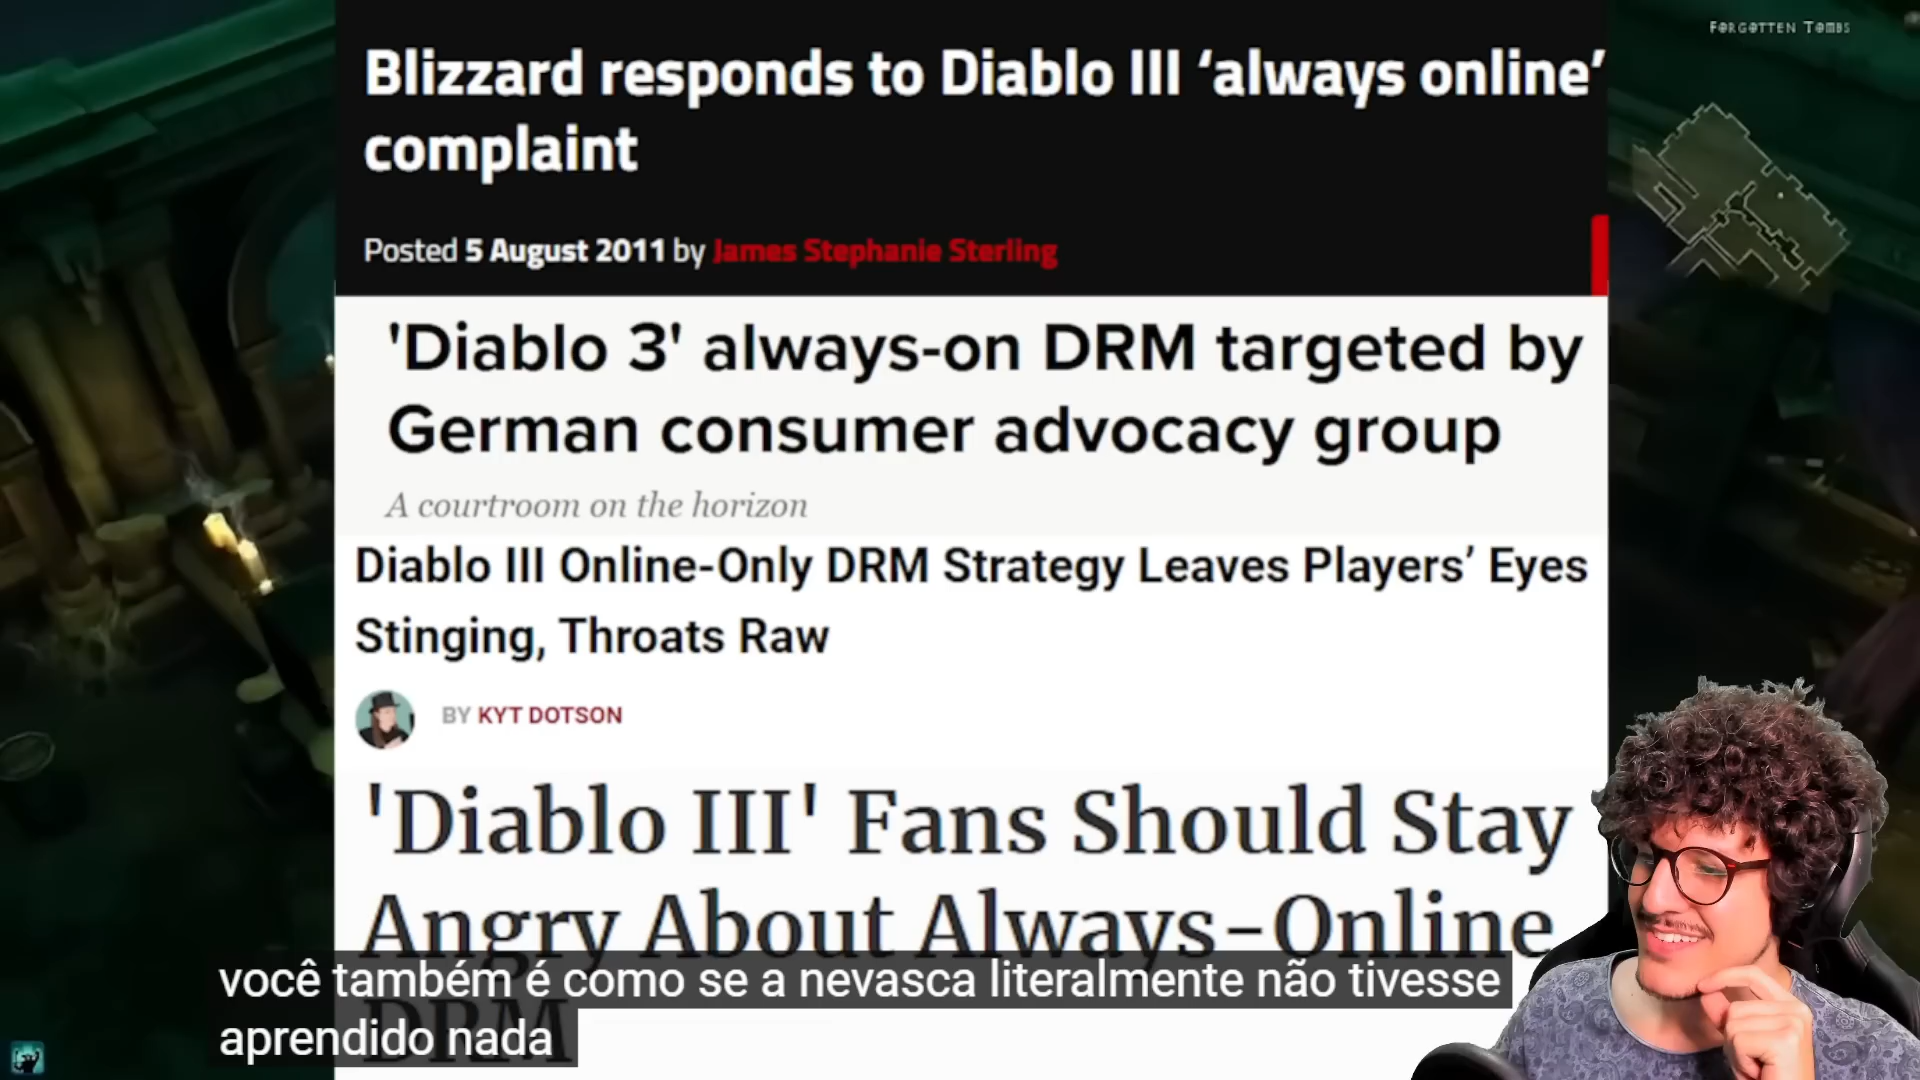 FORGOTTEN TOMBS
Blizzard responds to Diablo III ‘always online’
complaint
Posted 5 August 2011 by James Stephanie Sterling
'Diablo 3' always-on DRM targeted by
German consumer advocacy group
A courtroom on the horizon
Diablo III Online-Only DRM Strategy Leaves Players’ Eyes
Stinging, Throats Raw
BY KYT DOTSON
'Diablo III' Fans Should Stay
Angry About Always-Online
DRM
você também é como se a nevasca literalmente não tivesse
aprendido nada